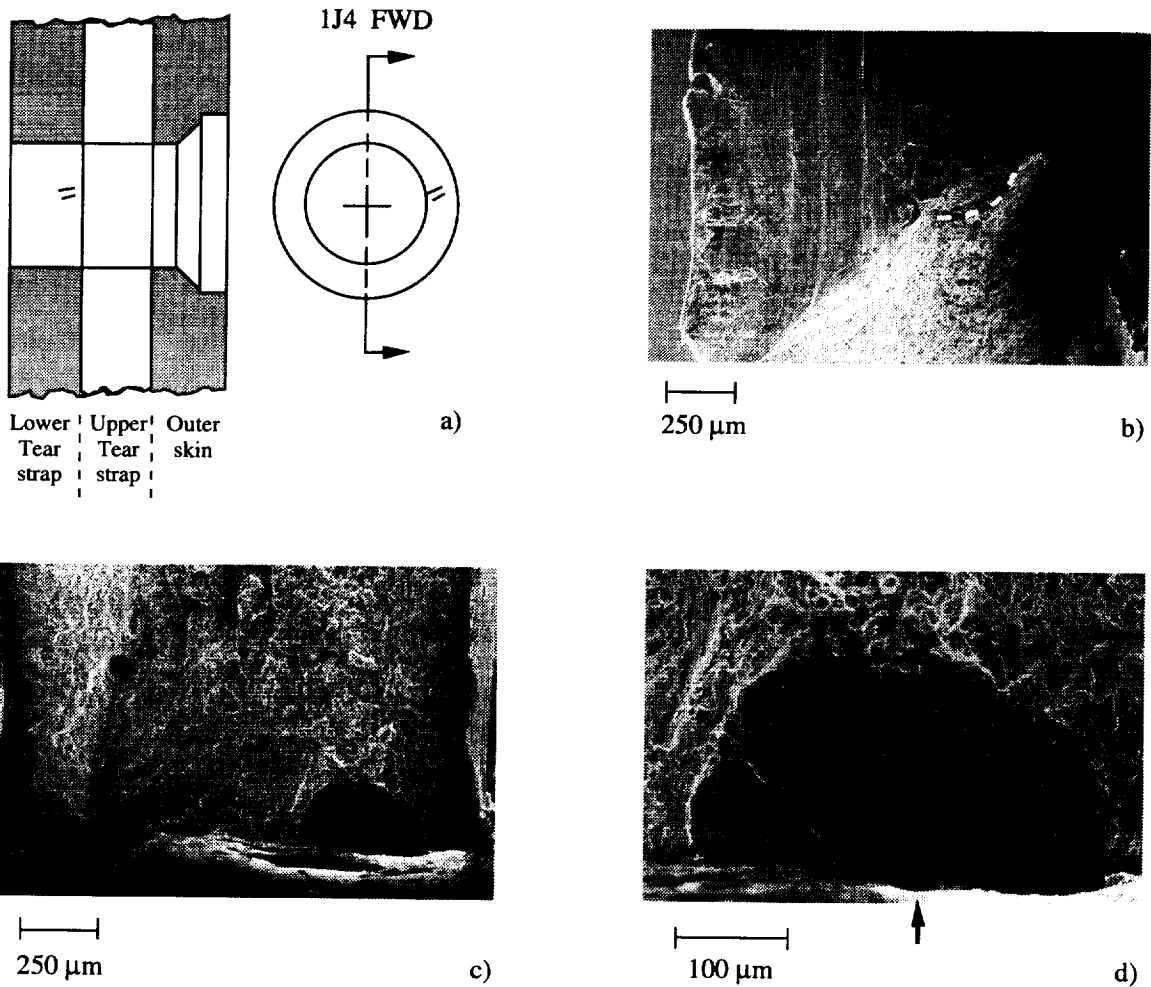 1J4 FWD
Lower Tear strap
Upper Tear strap
Outer skin
a)
250 μm
b)
250 μm
c)
100 μm
d)